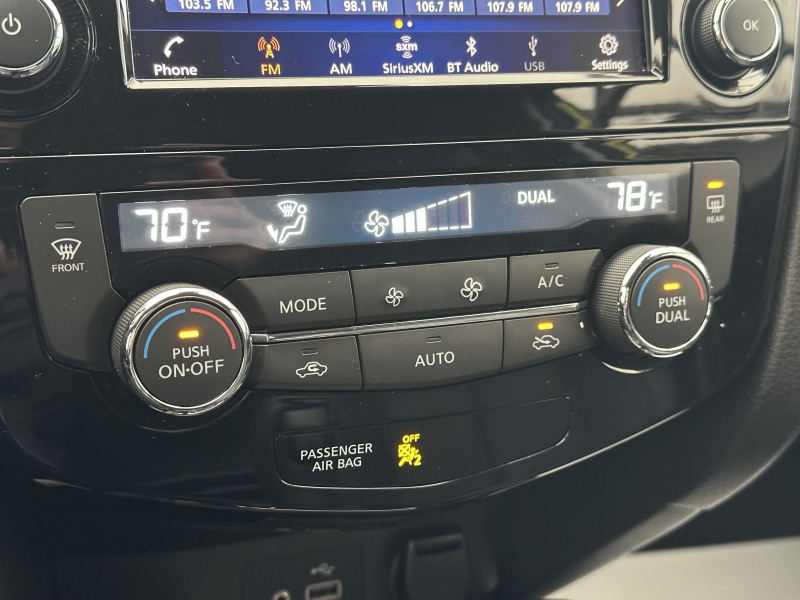 103.5 FM 92.3 FM 98.1 FM 106.7 FM 107.9 FM 107.9 FM
sxm
Phone FM AM SiriusXM BT Audio USB Settings
OK
70°F DUAL 78°F
FRONT
REAR
MODE A/C
PUSH
ON•OFF
PUSH
DUAL
AUTO
PASSENGER
AIR BAG
OFF
2